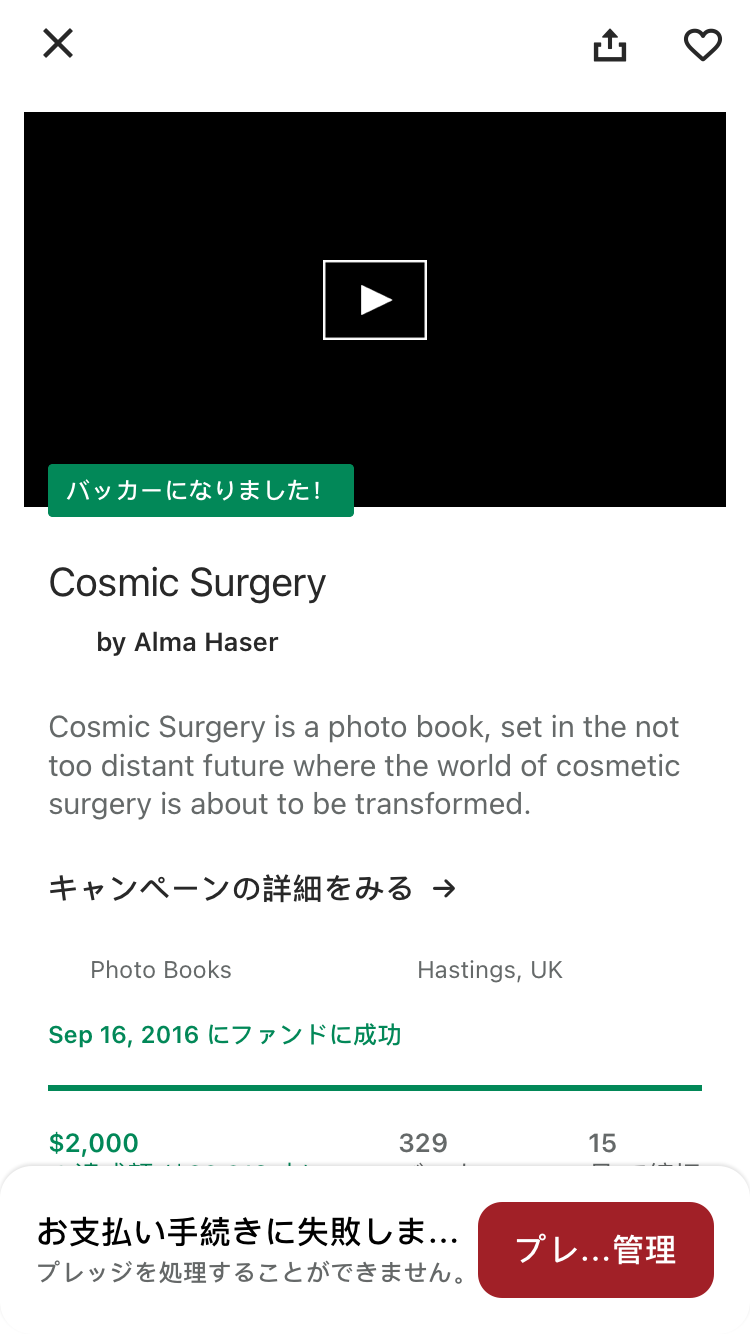 バッカーになりました！
Cosmic Surgery
by Alma Haser
Cosmic Surgery is a photo book, set in the not
too distant future where the world of cosmetic
surgery is about to be transformed.
キャンペーンの詳細をみる →
Photo Books Hastings, UK
Sep 16, 2016 にファンドに成功
$2,000 329 15
お支払い手続きに失敗しま…
プレッジを処理することができません。
プレ…管理